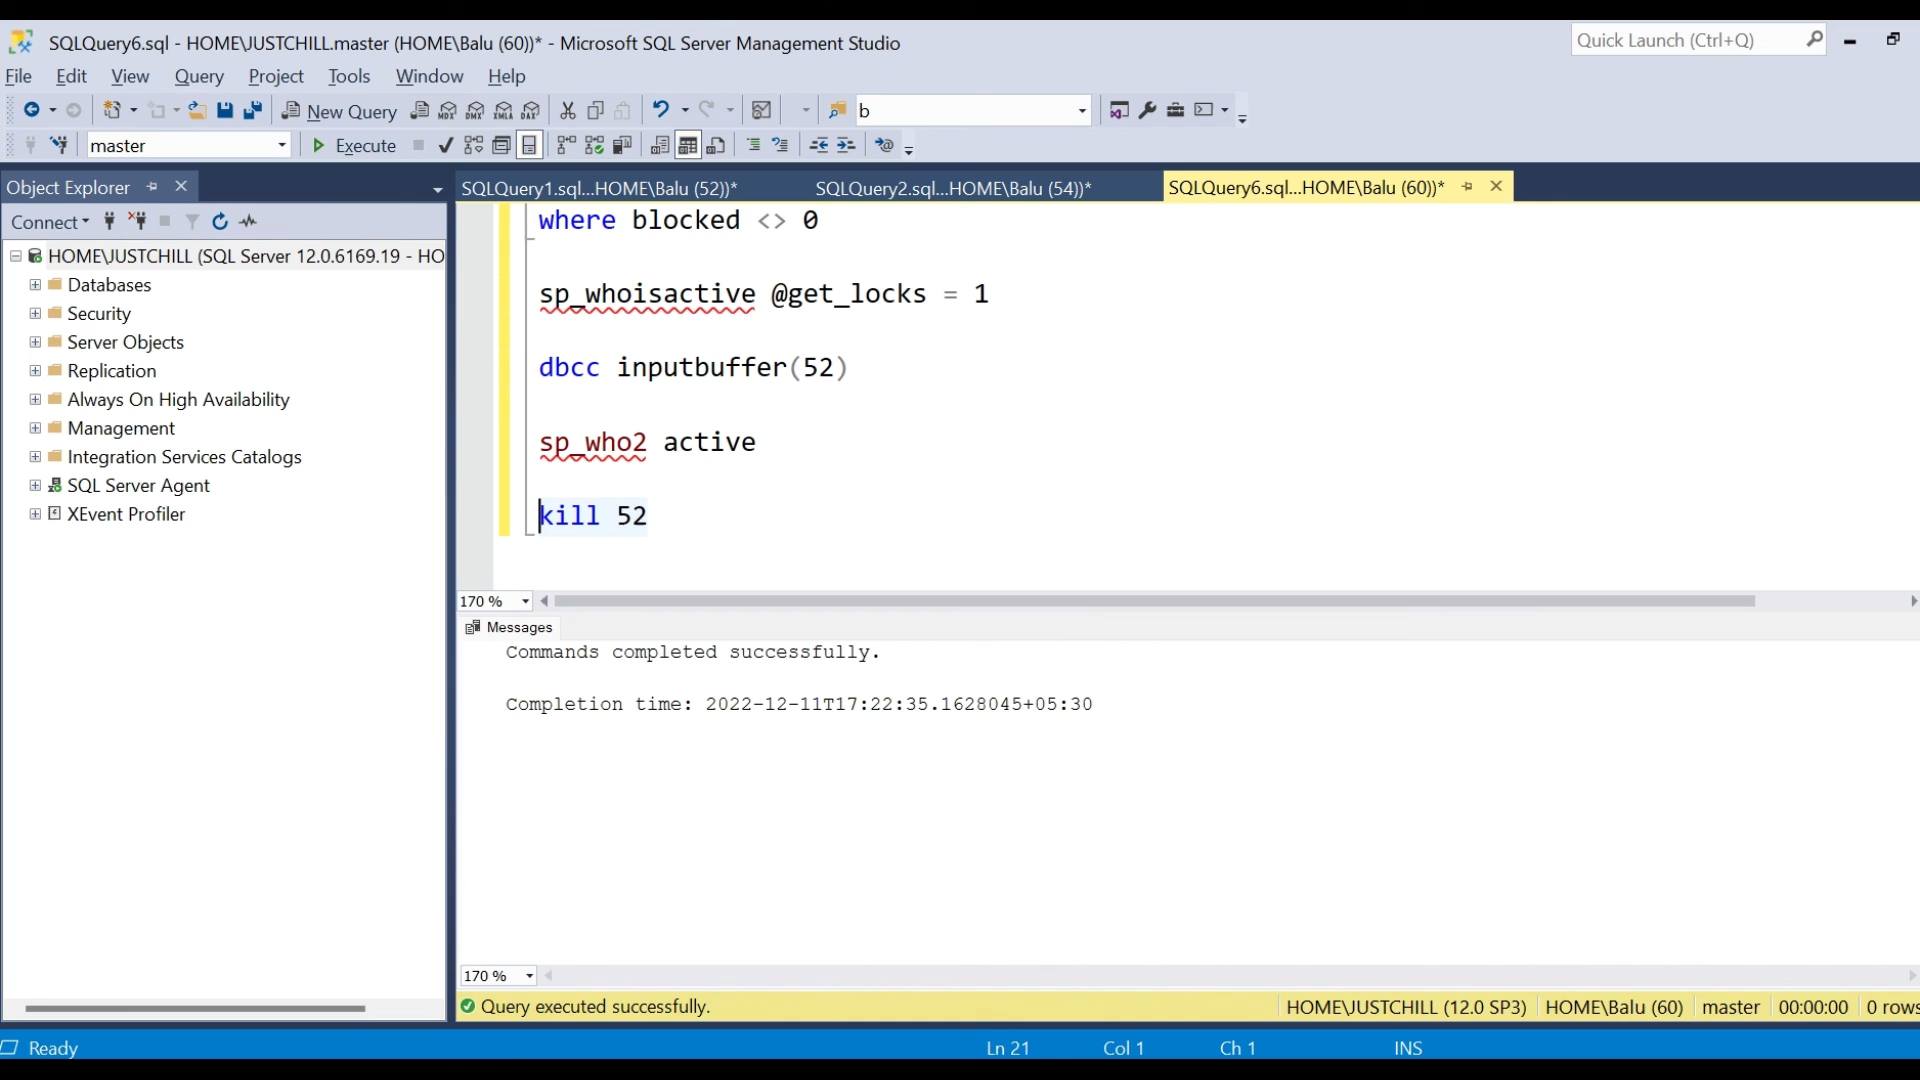 SQLQuery6.sql - HOME\JUSTCHILL.master (HOME\Balu (60))* - Microsoft SQL Server Management Studio
Quick Launch (Ctrl+Q)
File Edit View Query Project Tools Window Help
New Query MDX DMX XMLA DAX b
master Execute
Object Explorer
SQLQuery1.sql...HOME\Balu (52))* SQLQuery2.sql...HOME\Balu (54))* SQLQuery6.sql...HOME\Balu (60))*
Connect
HOME\JUSTCHILL (SQL Server 12.0.6169.19 - HO
Databases
Security
Server Objects
Replication
Always On High Availability
Management
Integration Services Catalogs
SQL Server Agent
XEvent Profiler
where blocked <> 0
sp_whoisactive @get_locks = 1
dbcc inputbuffer(52)
sp_who2 active
kill 52
170 %
Messages
Commands completed successfully.
Completion time: 2022-12-11T17:22:35.1628045+05:30
170 %
Query executed successfully. HOME\JUSTCHILL (12.0 SP3) HOME\Balu (60) master 00:00:00 0 rows
Ready Ln 21 Col 1 Ch 1 INS